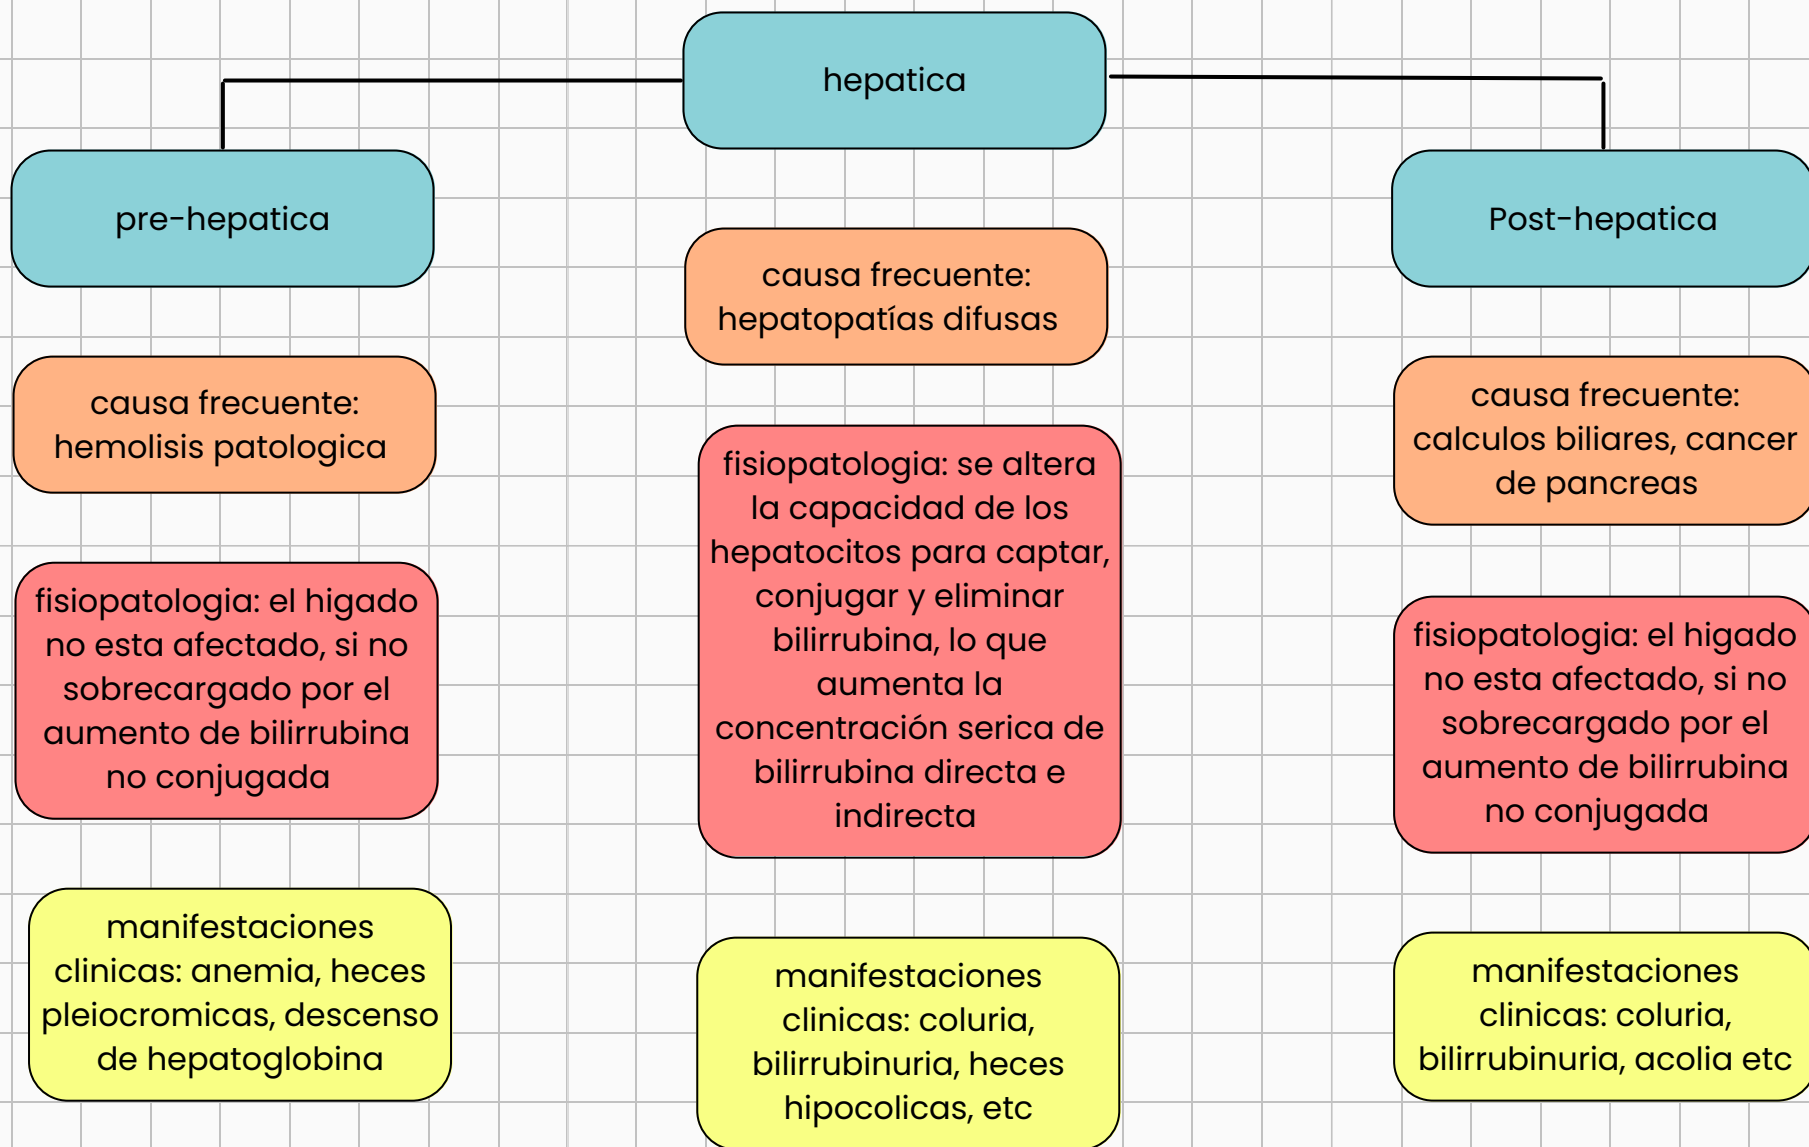 hepatica
pre-hepatica
Post-hepatica
causa frecuente:
hepatopatías difusas
causa frecuente:
hemolisis patologica
causa frecuente:
calculos biliares, cancer
de pancreas
fisiopatologia: se altera
la capacidad de los
hepatocitos para captar,
conjugar y eliminar
bilirrubina, lo que
aumenta la
concentración serica de
bilirrubina directa e
indirecta
fisiopatologia: el higado
no esta afectado, si no
sobrecargado por el
aumento de bilirrubina
no conjugada
fisiopatologia: el higado
no esta afectado, si no
sobrecargado por el
aumento de bilirrubina
no conjugada
manifestaciones
clinicas: anemia, heces
pleiocromicas, descenso
de hepatoglobina
manifestaciones
clinicas: coluria,
bilirrubinuria, heces
hipocolicas, etc
manifestaciones
clinicas: coluria,
bilirrubinuria, acolia etc